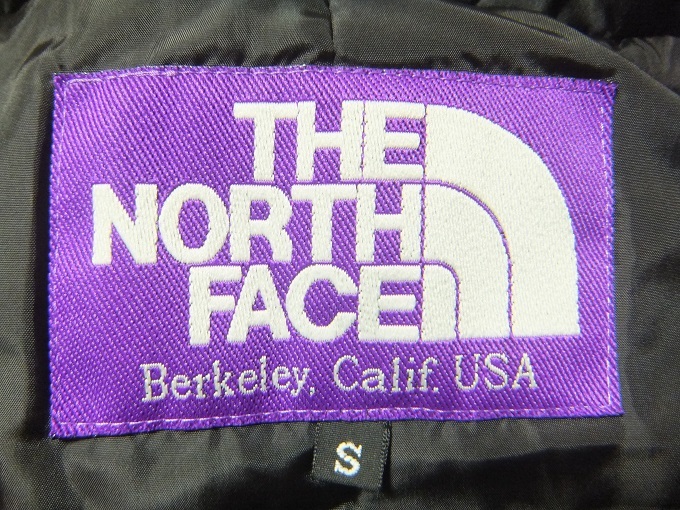 THE
NORTH
FACE
Berkeley, Calif. USA
S